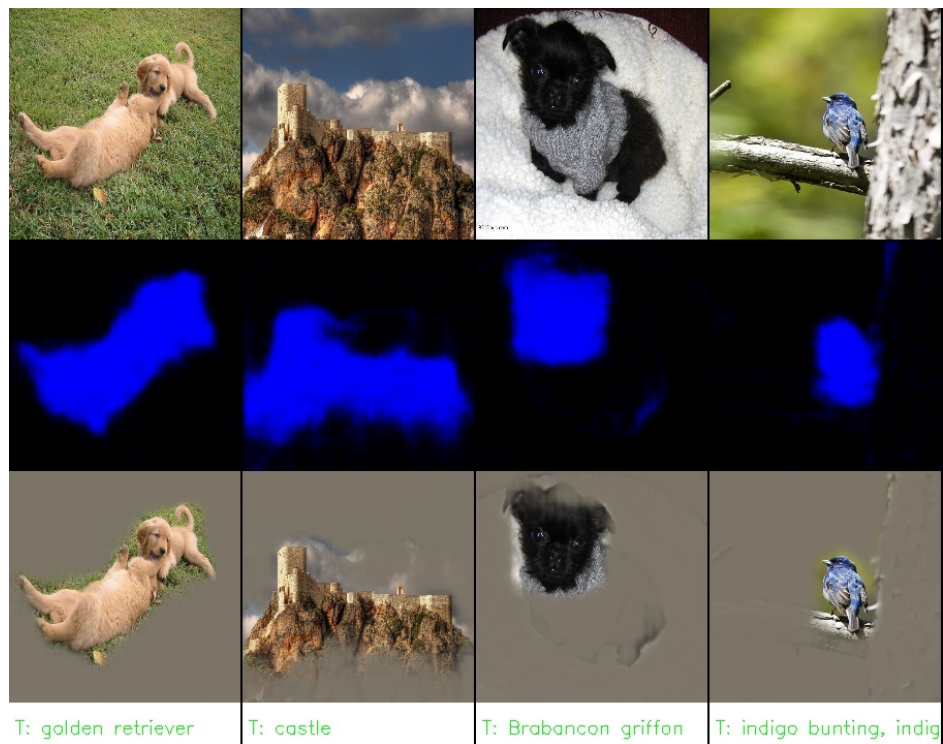 T: golden retriever
T: castle
T: Brabancon griffon
T: indigo bunting, indig